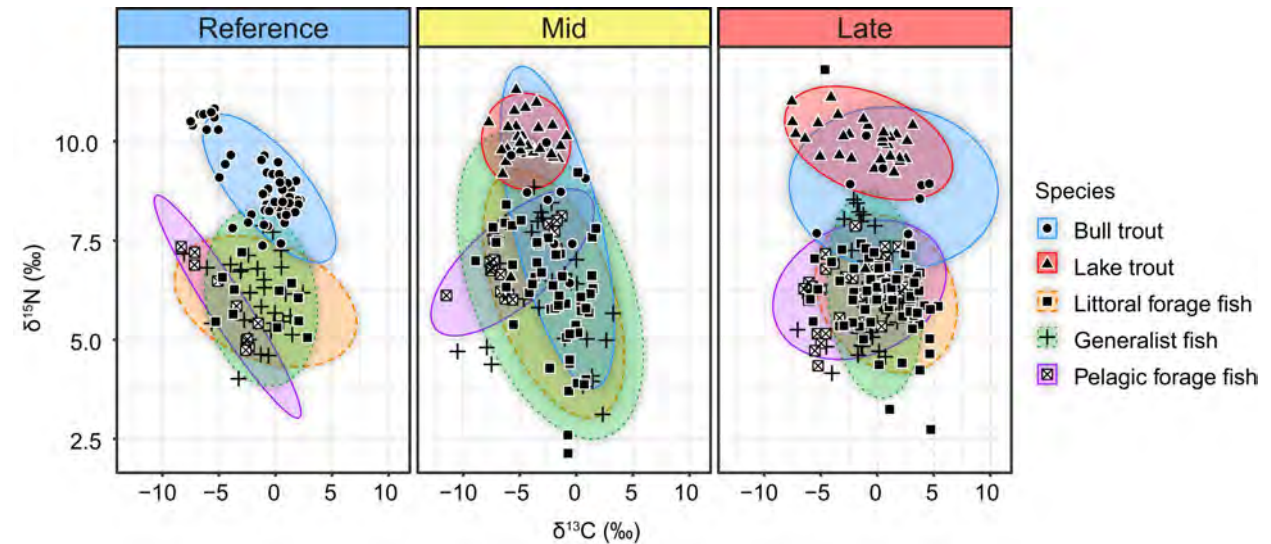 Reference Mid Late
δ¹⁵N (‰)
10.0
7.5
5.0
2.5
−10 −5 0 5 10 −10 −5 0 5 10 −10 −5 0 5 10
δ¹³C (‰)
Species
Bull trout
Lake trout
Littoral forage fish
Generalist fish
Pelagic forage fish